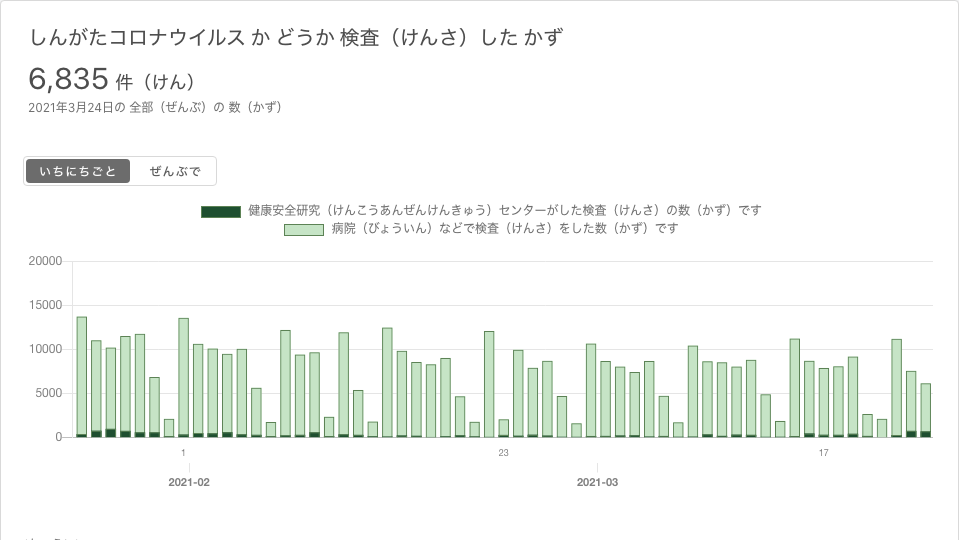 しんがたコロナウイルス か どうか 検査（けんさ）した かず
6,835 件（けん）
2021年3月24日の 全部（ぜんぶ）の 数（かず）
いちにちごと ぜんぶで
健康安全研究（けんこうあんぜんけんきゅう）センターがした検査（けんさ）の数（かず）です
病院（びょういん）などで検査（けんさ）をした数（かず）です
20000
15000
10000
5000
0
1 23 17
2021-02 2021-03